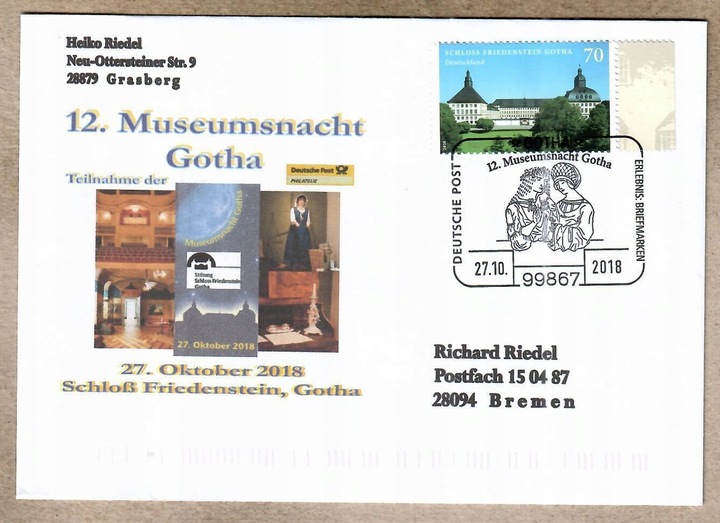 Heiko Riedel
Neu-Ottersteiner Str. 9
28879 Grasberg
SCHLOSS FRIEDENSTEIN GOTHA 70
Deutschland
2018
12. Museumsnacht
Gotha
Teilnahme der
Deutsche Post
PHILATELIE
Museumsnacht Gotha
Stiftung
Schloss Friedenstein
Gotha
27. Oktober 2018
27. Oktober 2018
Schloß Friedenstein, Gotha
GOTHA
12. Museumsnacht Gotha
DEUTSCHE POST
ERLEBNIS: BRIEFMARKEN
27.10. 2018
99867
Richard Riedel
Postfach 15 04 87
28094 Bremen